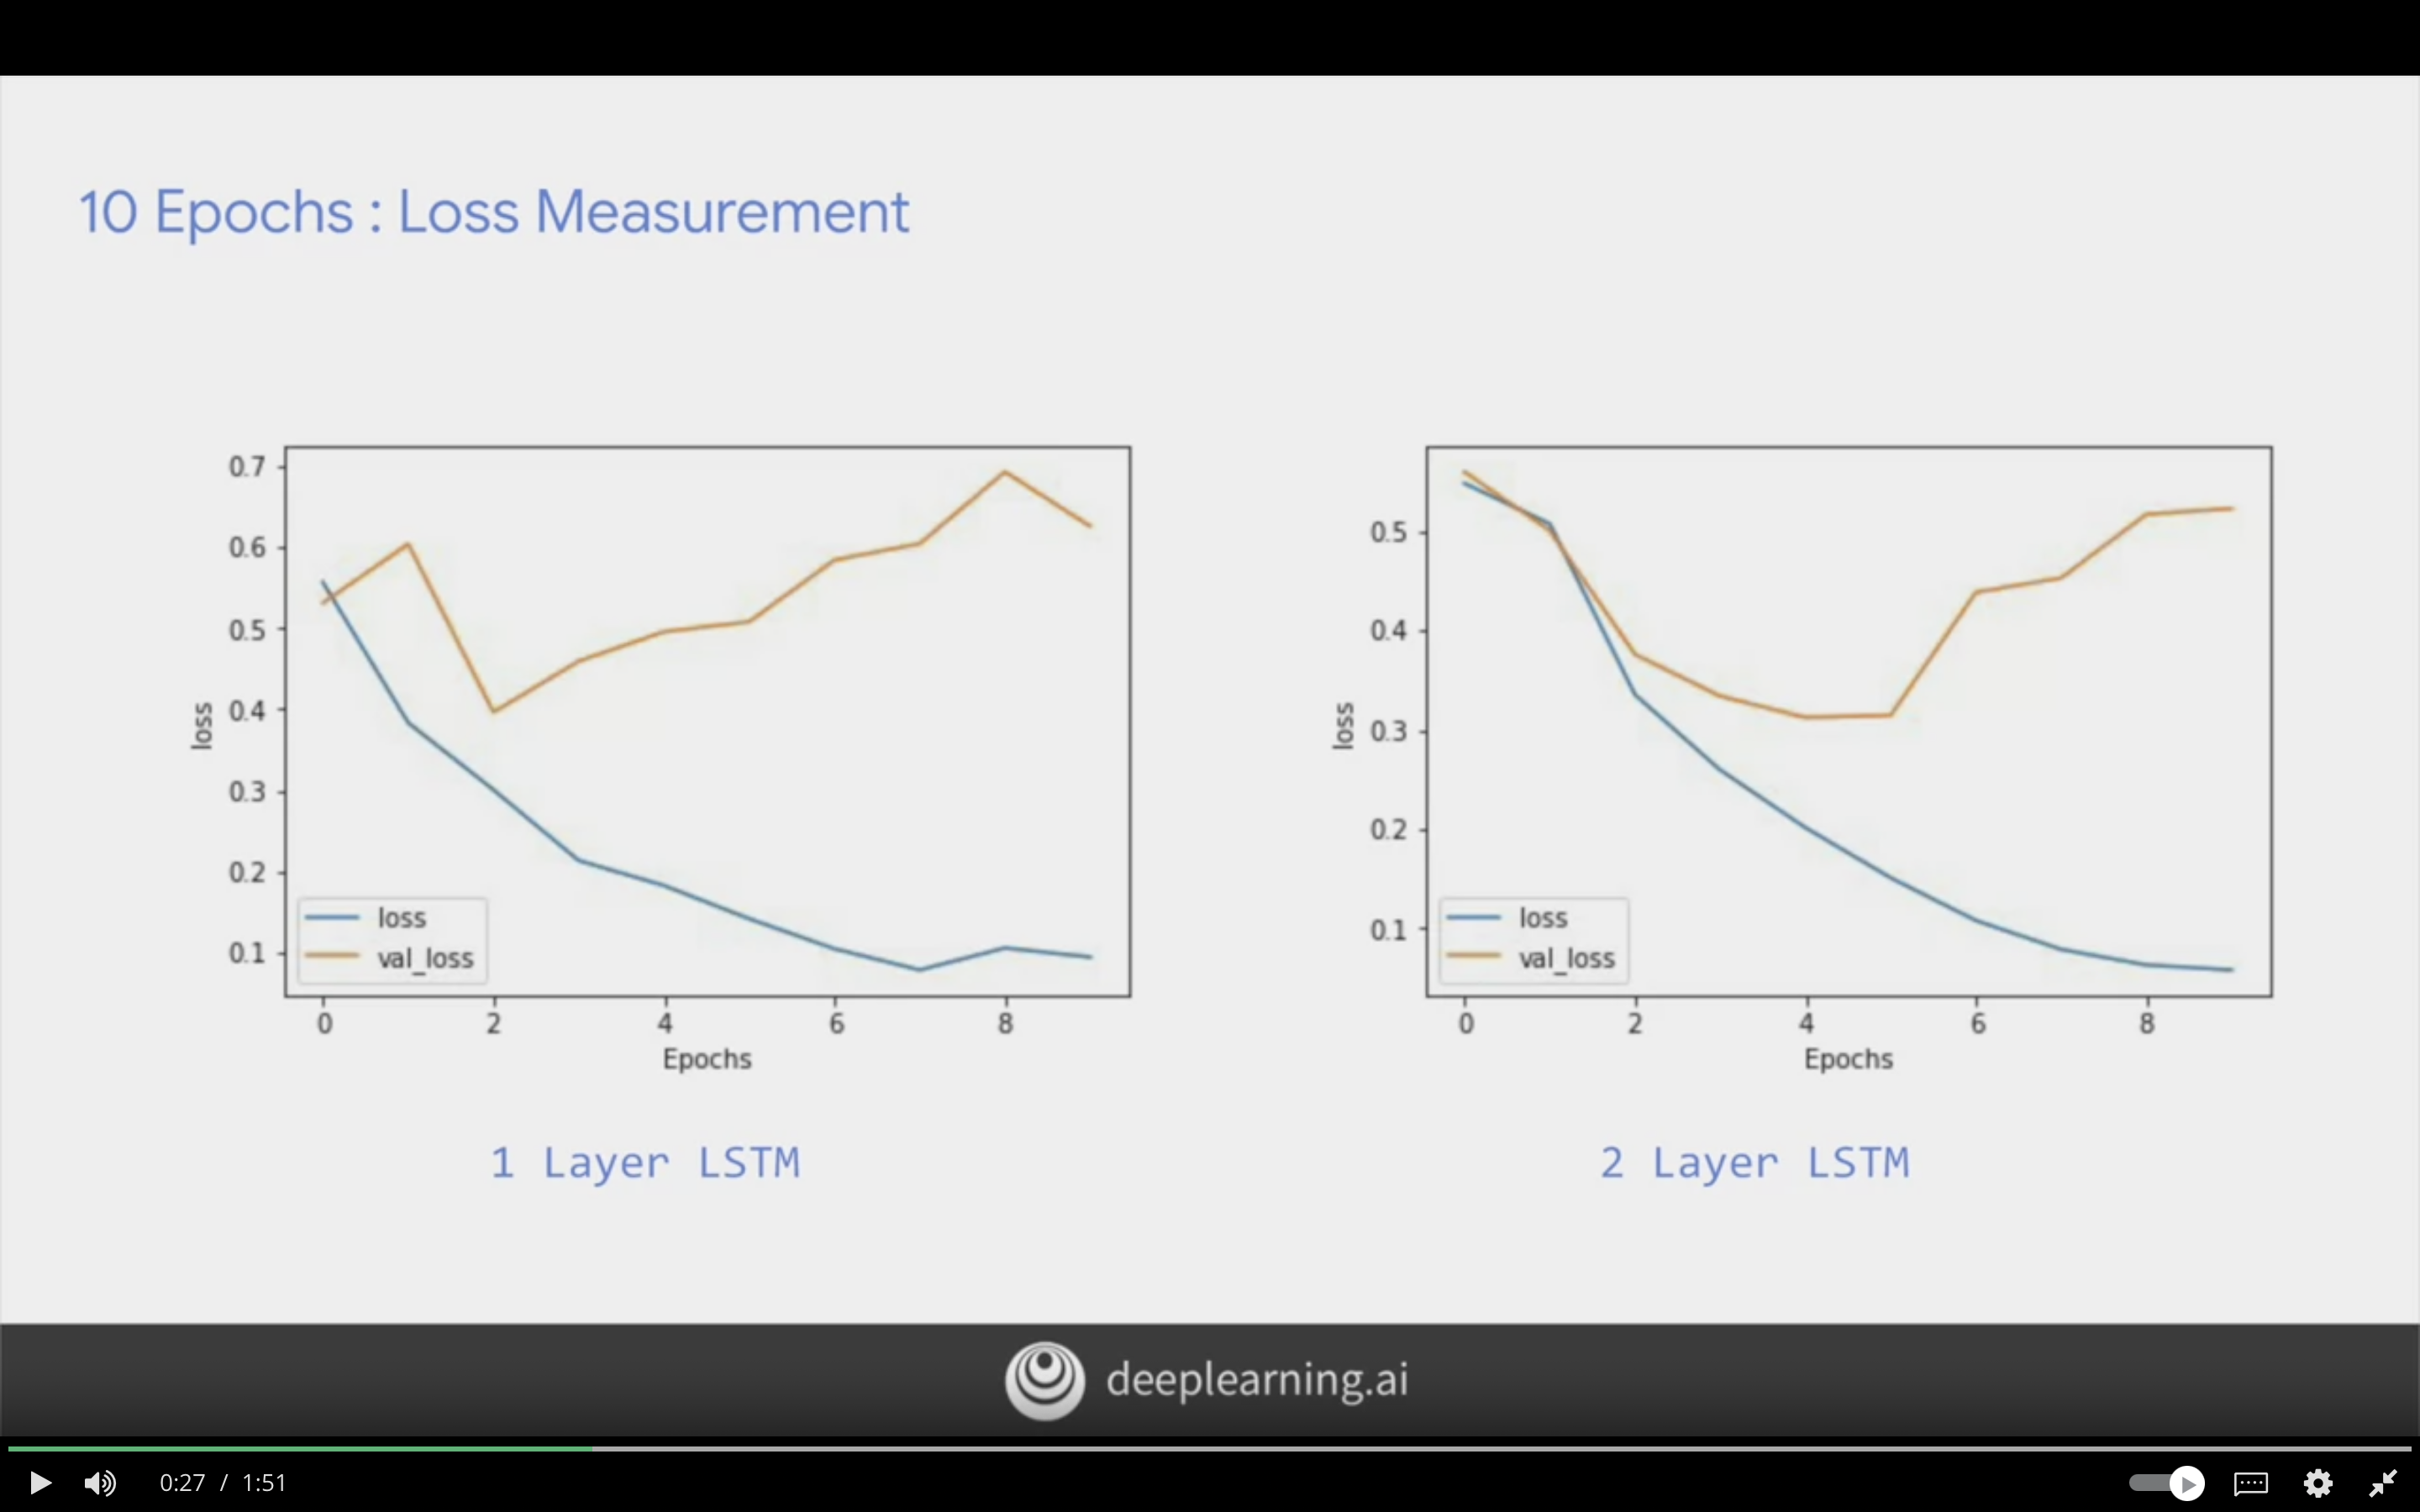 10 Epochs : Loss Measurement
0.7
0.6
0.5
0.4
0.3
0.2
0.1
loss
loss
val_loss
0 2 4 6 8
Epochs
1 Layer LSTM
0.5
0.4
0.3
0.2
0.1
loss
loss
val_loss
0 2 4 6 8
Epochs
2 Layer LSTM
deeplearning.ai
0:27 / 1:51